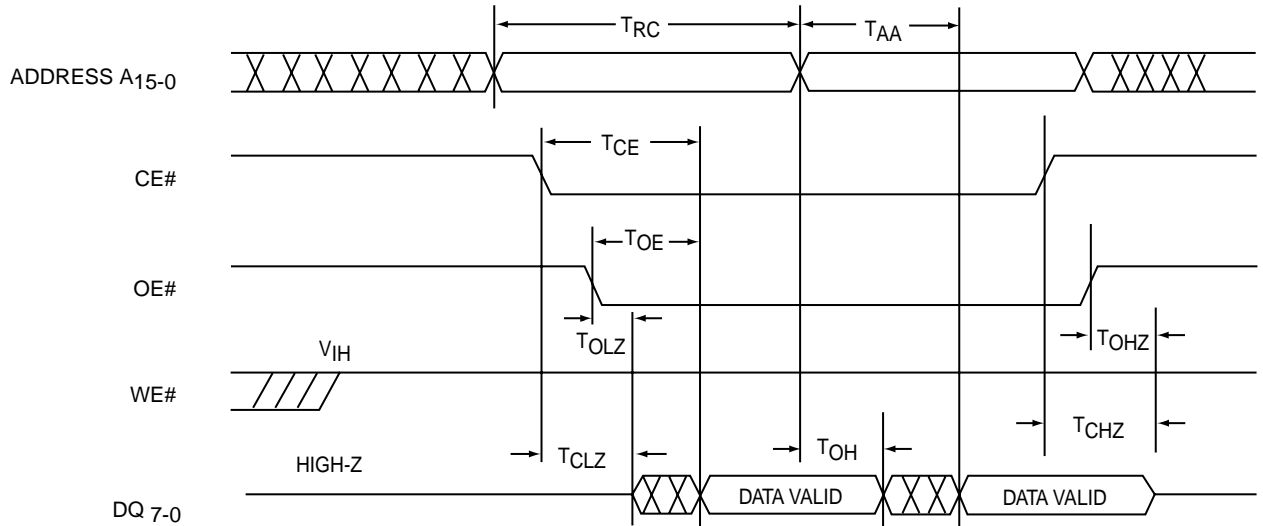 TRC
TAA
ADDRESS A15-0
TCE
CE#
TOE
OE#
TOLZ
TOHZ
VIH
WE#
TCLZ
TOH
TCHZ
HIGH-Z
DATA VALID
DATA VALID
DQ 7-0